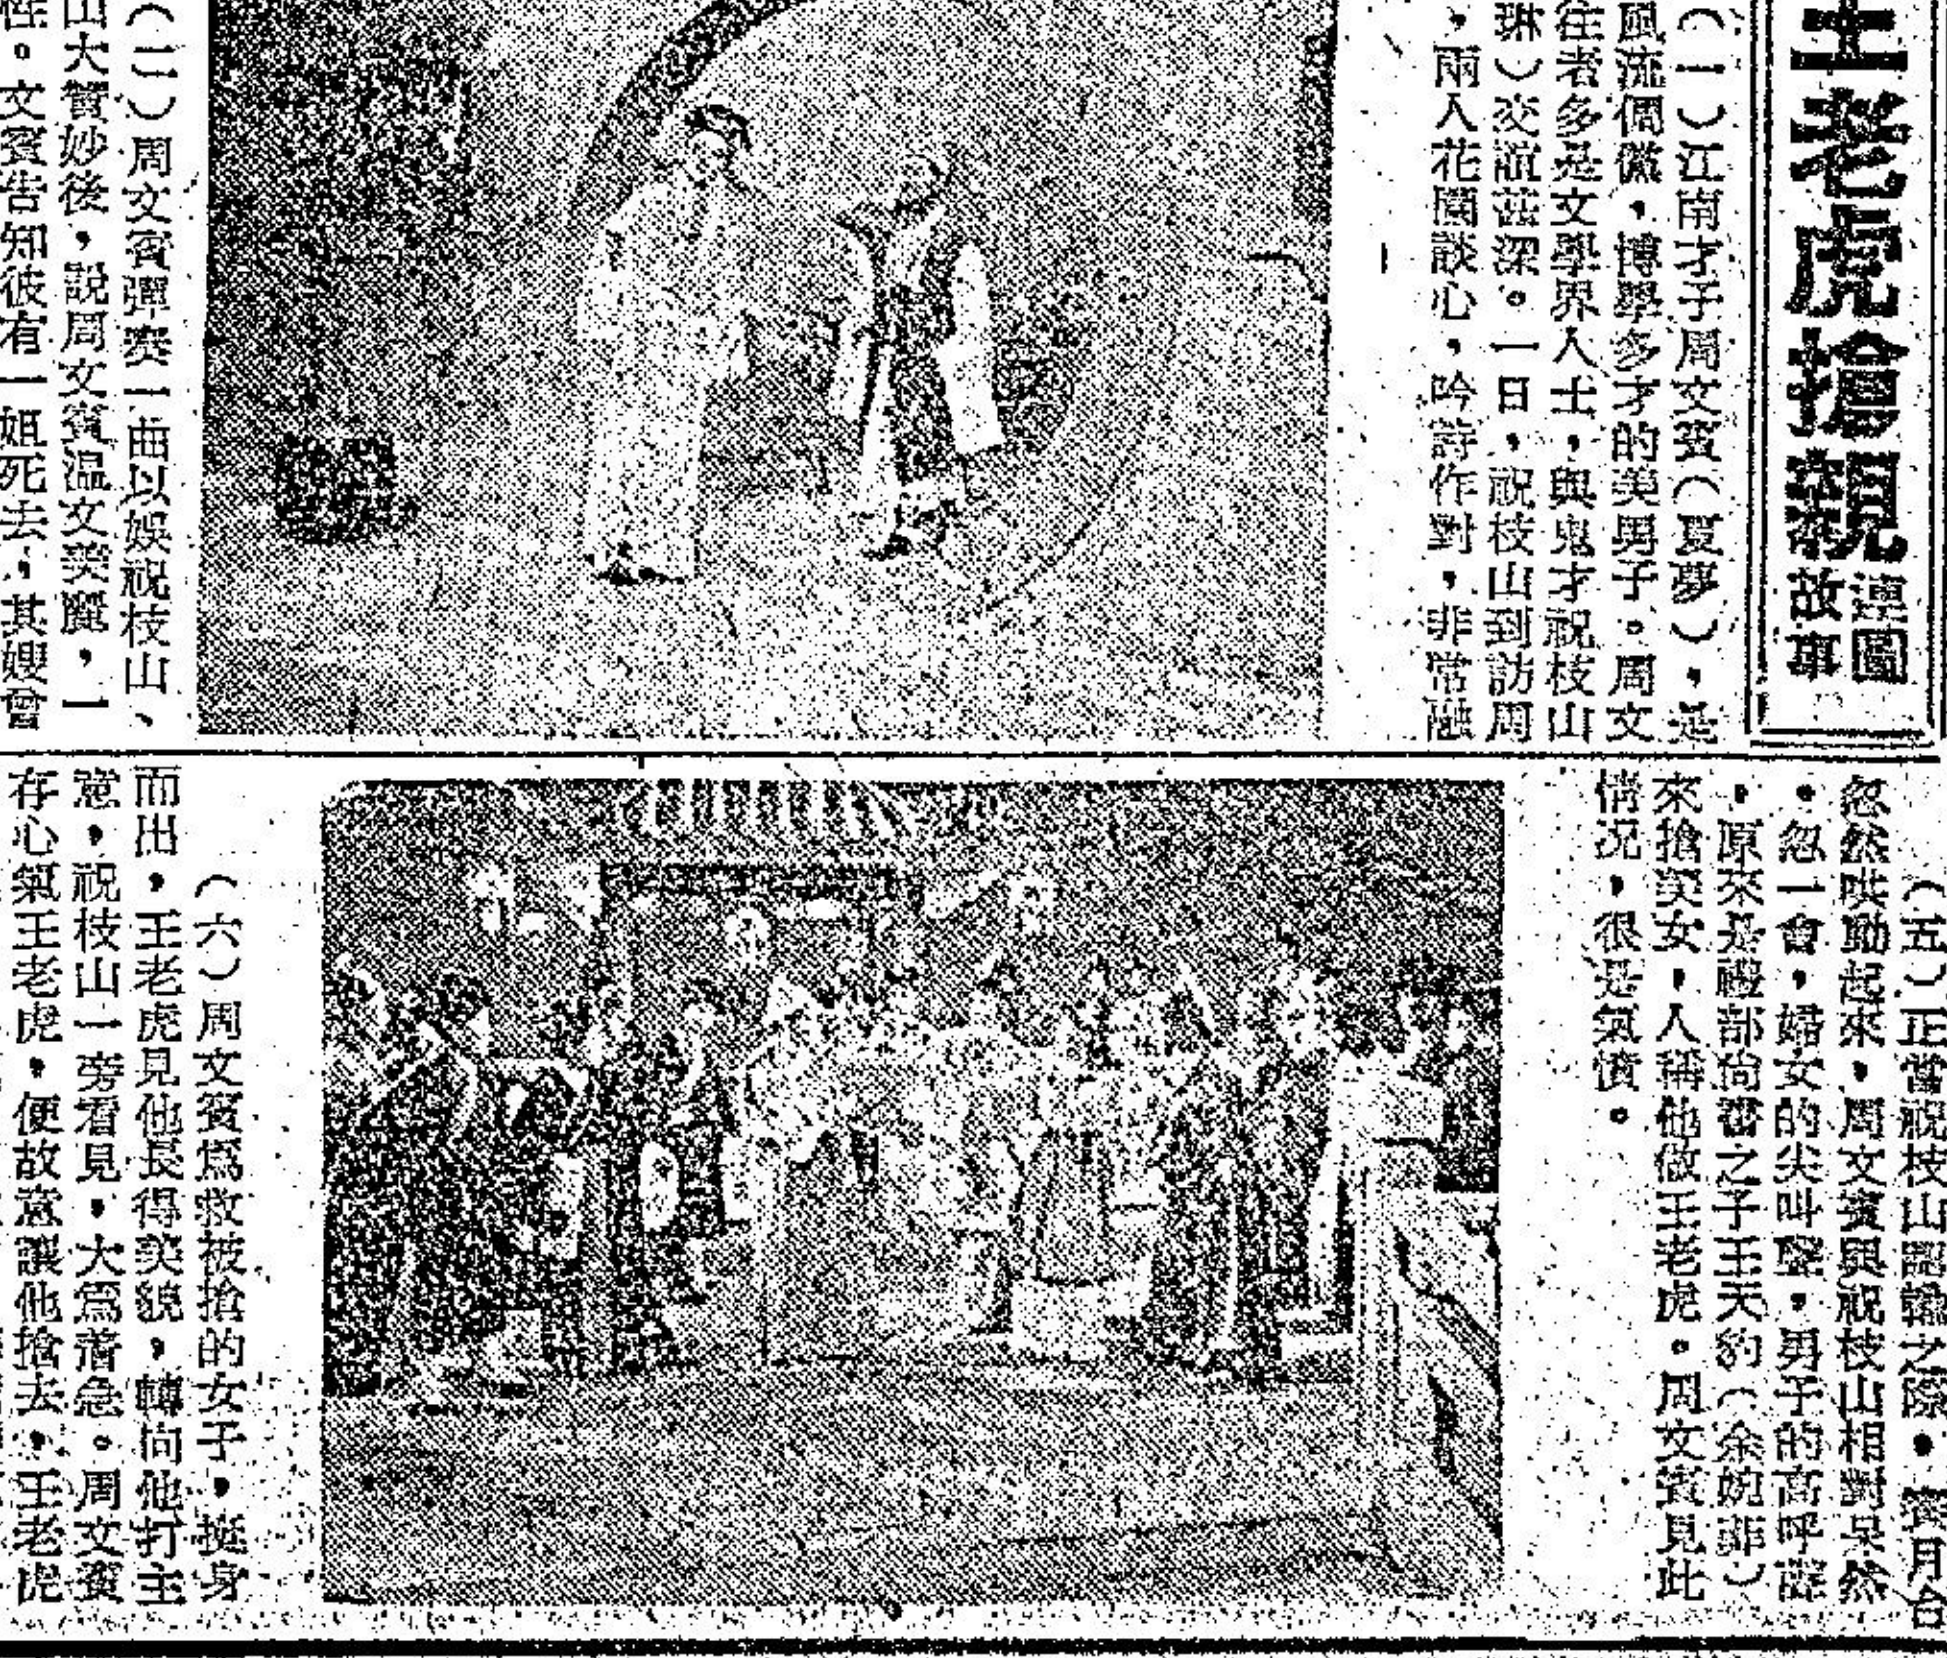 王老虎搶親
連圖
故事
（一）江南才子周文賓（夏夢），是
風流倜儻，博學多才的美男子。周文
往者多是文學界人士，與鬼才祝枝山
琳）交誼甚深。一日，祝枝山到訪周
，兩人花園談心，吟詩作對，非常融
（二）周文賓彈奏一曲以娛祝枝山、
山大贊妙後，說周文賓溫文美麗，一
性。文賓告知彼有一姐死去，其嫂曾
（五）正當祝枝山認輸之際，賞月台
忽然哄動起來，周文賓與祝枝山相對呆然
。忽一會，婦女的尖叫聲，男子的高呼
，原來是禮部尚書之子王天豹（余婉菲）
來搶美女，人稱他做王老虎。周文賓見此
情況，很是氣憤。
（六）周文賓為救被搶的女子，挺身
而出，王老虎見他長得美貌，轉向他打主
意，祝枝山一旁看見，大為著急。周文賓
存心氣王老虎，便故意讓他搶去，王老虎